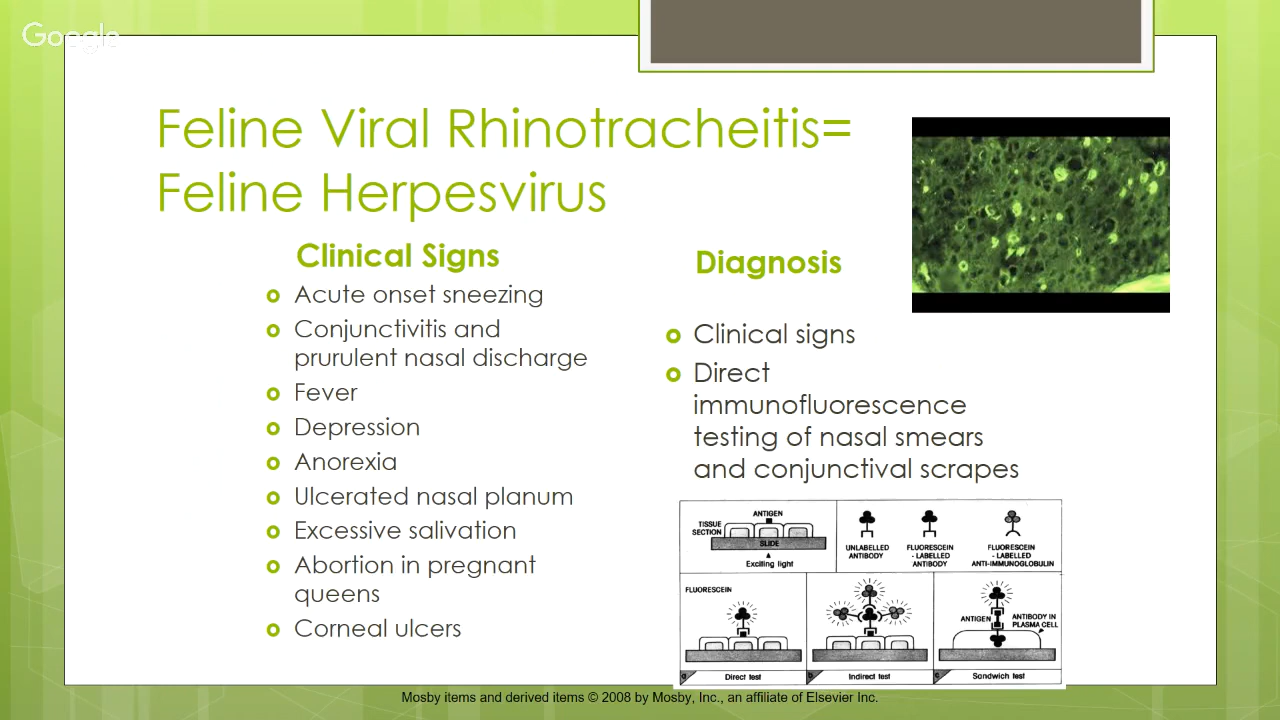 Google
Feline Viral Rhinotracheitis=
Feline Herpesvirus
Clinical Signs
Acute onset sneezing
Conjunctivitis and
prurulent nasal discharge
Fever
Depression
Anorexia
Ulcerated nasal planum
Excessive salivation
Abortion in pregnant
queens
Corneal ulcers
Diagnosis
Clinical signs
Direct
immunofluorescence
testing of nasal smears
and conjunctival scrapes
ANTIGEN
TISSUE
SECTION
SLIDE
Exciting light
UNLABELLED
ANTIBODY
FLUORESCEIN
- LABELLED
ANTIBODY
FLUORESCEIN
- LABELLED
ANTI-IMMUNOGLOBULIN
FLUORESCEIN
a Direct test
b Indirect test
ANTIGEN
ANTIBODY IN
PLASMA CELL
c Sandwich test
Mosby items and derived items © 2008 by Mosby, Inc., an affiliate of Elsevier Inc.